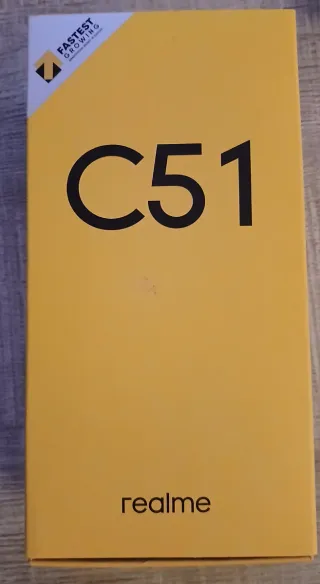 FASTEST
GROWING
C51
realme